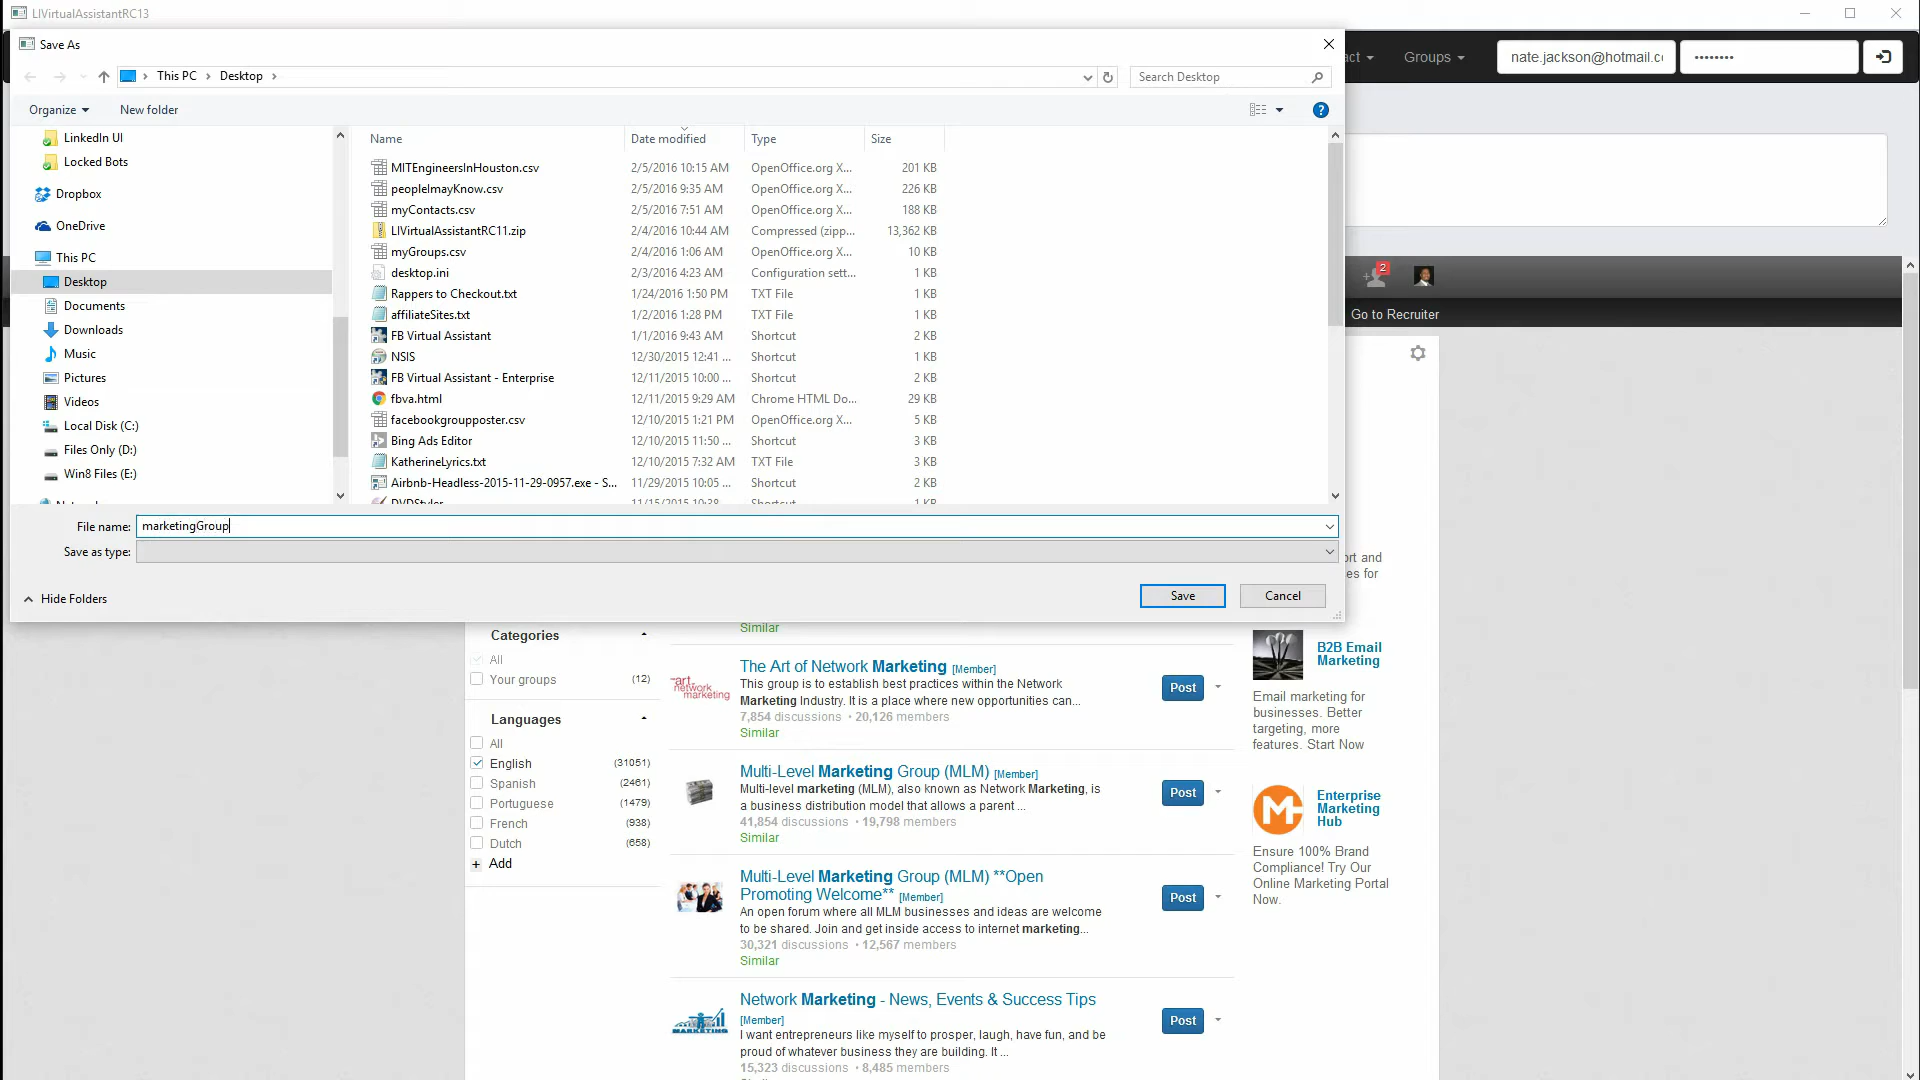 LIVirtualAssistantRC13
Save As
This PC
Desktop
Search Desktop
Organize
New folder
LinkedIn UI
Locked Bots
Dropbox
OneDrive
This PC
Desktop
Documents
Downloads
Music
Pictures
Videos
Local Disk (C:)
Files Only (D:)
Win8 Files (E:)
Name Date modified Type Size
MITEngineersInHouston.csv 2/5/2016 10:15 AM OpenOffice.org X... 201 KB
peopleImayKnow.csv 2/5/2016 9:35 AM OpenOffice.org X... 226 KB
myContacts.csv 2/5/2016 7:51 AM OpenOffice.org X... 188 KB
LIVirtualAssistantRC11.zip 2/4/2016 10:44 AM Compressed (zipp... 13,362 KB
myGroups.csv 2/4/2016 1:06 AM OpenOffice.org X... 10 KB
desktop.ini 2/3/2016 4:23 AM Configuration sett... 1 KB
Rappers to Checkout.txt 1/24/2016 1:50 PM TXT File 1 KB
affiliateSites.txt 1/2/2016 1:28 PM TXT File 1 KB
FB Virtual Assistant 1/1/2016 9:43 AM Shortcut 2 KB
NSIS 12/30/2015 12:41 ... Shortcut 1 KB
FB Virtual Assistant - Enterprise 12/11/2015 10:00 ... Shortcut 2 KB
fbva.html 12/11/2015 9:29 AM Chrome HTML Do... 29 KB
facebookgroupposter.csv 12/10/2015 1:21 PM OpenOffice.org X... 5 KB
Bing Ads Editor 12/10/2015 11:50 ... Shortcut 3 KB
KatherineLyrics.txt 12/10/2015 7:32 AM TXT File 3 KB
Airbnb-Headless-2015-11-29-0957.exe - S... 11/29/2015 10:05 ... Shortcut 2 KB
DVDStyler 11/15/2015 10:38 Shortcut 1 KB
File name: marketingGroup
Save as type:
Hide Folders
Save
Cancel
act
Groups
nate.jackson@hotmail.c
••••••••
2
Go to Recruiter
ort and
es for
Categories
All
Your groups (12)
Languages
All
English (31051)
Spanish (2461)
Portuguese (1479)
French (938)
Dutch (658)
+ Add
Similar
art
network
marketing
The Art of Network Marketing [Member]
This group is to establish best practices within the Network
Marketing Industry. It is a place where new opportunities can...
7,854 discussions • 20,126 members
Similar
Post
Multi-Level Marketing Group (MLM) [Member]
Multi-level marketing (MLM), also known as Network Marketing, is
a business distribution model that allows a parent ...
41,854 discussions • 19,798 members
Similar
Post
Multi-Level Marketing Group (MLM) **Open
Promoting Welcome** [Member]
An open forum where all MLM businesses and ideas are welcome
to be shared. Join and get inside access to internet marketing...
30,321 discussions • 12,567 members
Similar
Post
MARKETING
Network Marketing - News, Events & Success Tips
[Member]
I want entrepreneurs like myself to prosper, laugh, have fun, and be
proud of whatever business they are building. It ...
15,323 discussions • 8,485 members
Post
B2B Email
Marketing
Email marketing for
businesses. Better
targeting, more
features. Start Now
M
Enterprise
Marketing
Hub
Ensure 100% Brand
Compliance! Try Our
Online Marketing Portal
Now.